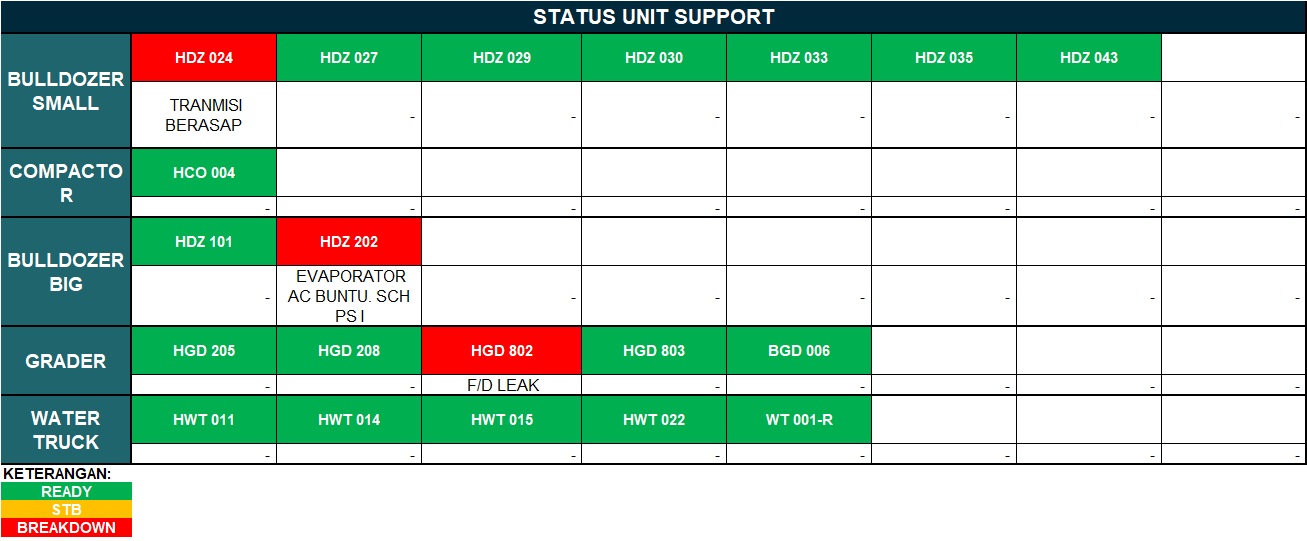 STATUS UNIT SUPPORT
BULLDOZER
SMALL
HDZ 024 HDZ 027 HDZ 029 HDZ 030 HDZ 033 HDZ 035 HDZ 043
TRANMISI
BERASAP
- - - - - - -
COMPACTO
R
HCO 004
- - - - - - - -
BULLDOZER
BIG
HDZ 101 HDZ 202
- EVAPORATOR
AC BUNTU. SCH
PS I
- - - - - -
GRADER
HGD 205 HGD 208 HGD 802 HGD 803 BGD 006
- - F/D LEAK - - - - -
WATER
TRUCK
HWT 011 HWT 014 HWT 015 HWT 022 WT 001-R
- - - - - - - -
KETERANGAN:
READY
STB
BREAKDOWN